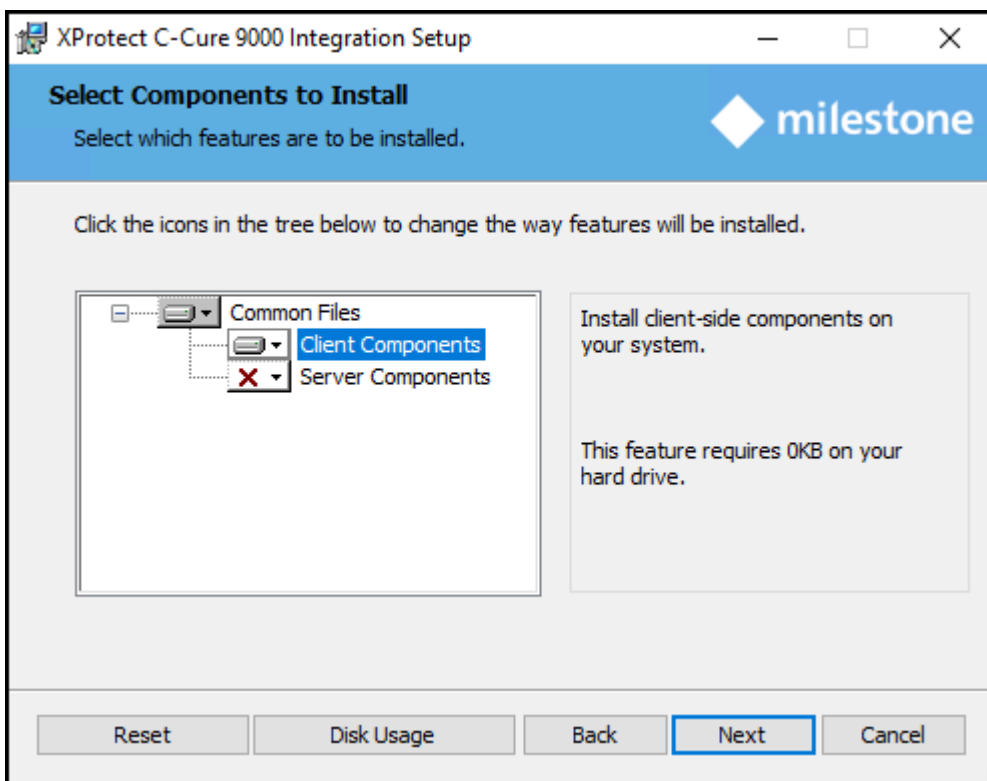 XProtect C-Cure 9000 Integration Setup
Select Components to Install
Select which features are to be installed.
milestone
Click the icons in the tree below to change the way features will be installed.
Common Files
Client Components
Server Components
Install client-side components on
your system.
This feature requires 0KB on your
hard drive.
Reset
Disk Usage
Back
Next
Cancel